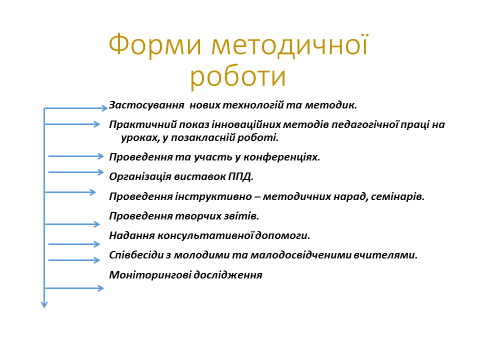 Форми методичної
роботи
Застосування нових технологій та методик.
Практичний показ інноваційних методів педагогічної праці на
уроках, у позакласній роботі.
Проведення та участь у конференціях.
Організація виставок ППД.
Проведення інструктивно – методичних нарад, семінарів.
Проведення творчих звітів.
Надання консультативної допомоги.
Співбесіди з молодими та малодосвідченими вчителями.
Моніторингові дослідження